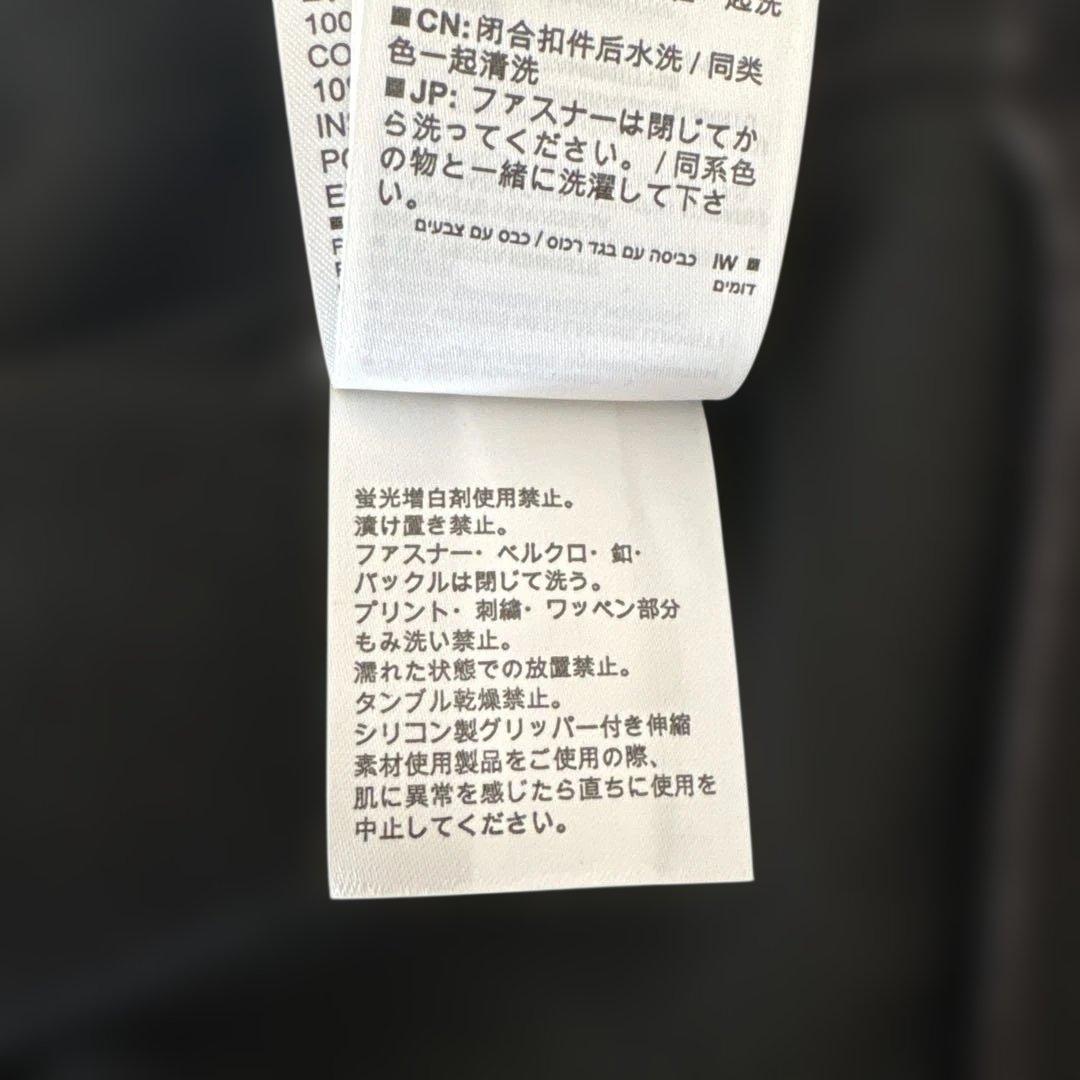 起洗
■CN: 闭合扣件后水洗 / 同类
色一起清洗
■JP: ファスナーは閉じてか
ら洗ってください。 / 同系色
の物と一緒に洗濯して下さ
い。
■ IW כביסה עם בגד רכוס / כבס עם צבעים
דומים
100
CO
10
IN
PO
E
蛍光増白剤使用禁止。
漬け置き禁止。
ファスナー・ベルクロ・釦・
バックルは閉じて洗う。
プリント・刺繍・ワッペン部分
もみ洗い禁止。
濡れた状態での放置禁止。
タンブル乾燥禁止。
シリコン製グリッパー付き伸縮
素材使用製品をご使用の際、
肌に異常を感じたら直ちに使用を
中止してください。